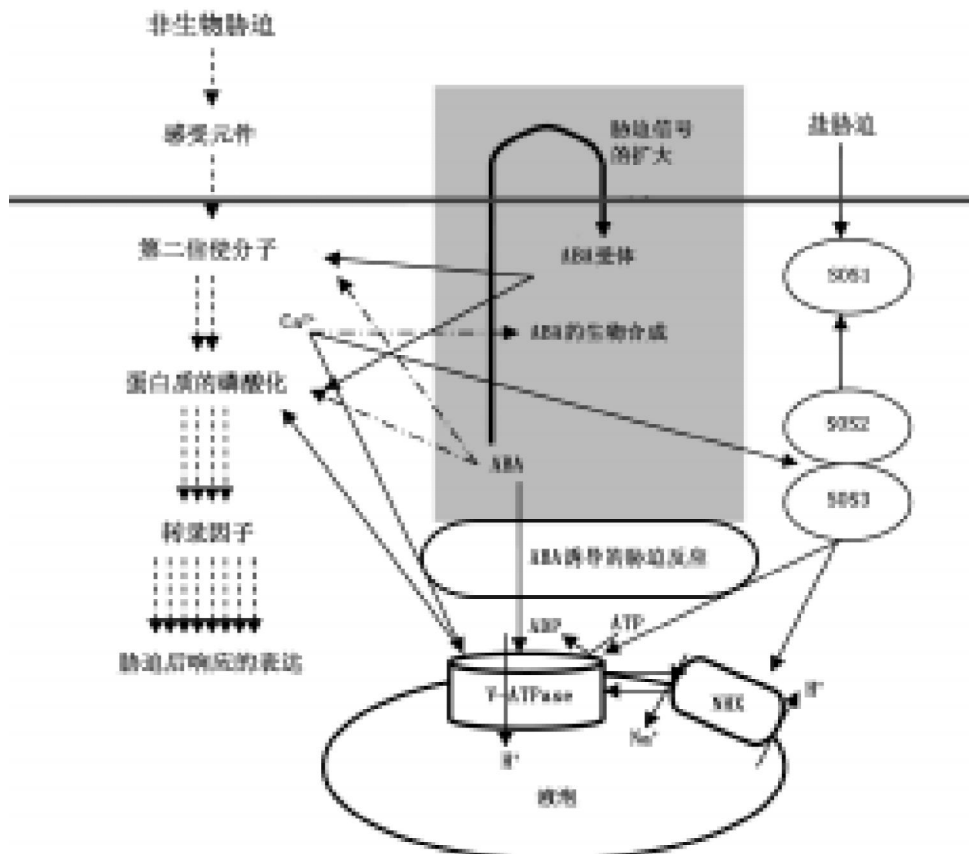 非生物胁迫
感受元件
第二信使分子
蛋白质的磷酸化
转录因子
胁迫后响应的表达
胁迫信号
的扩大
ABA受体
Ca²⁺
ABA的生物合成
ABA
ABA诱导的胁迫反应
盐胁迫
SOS1
SOS2
SOS3
ADP
ATP
V-ATPase
NHX
H⁺
Na⁺
H⁺
液泡